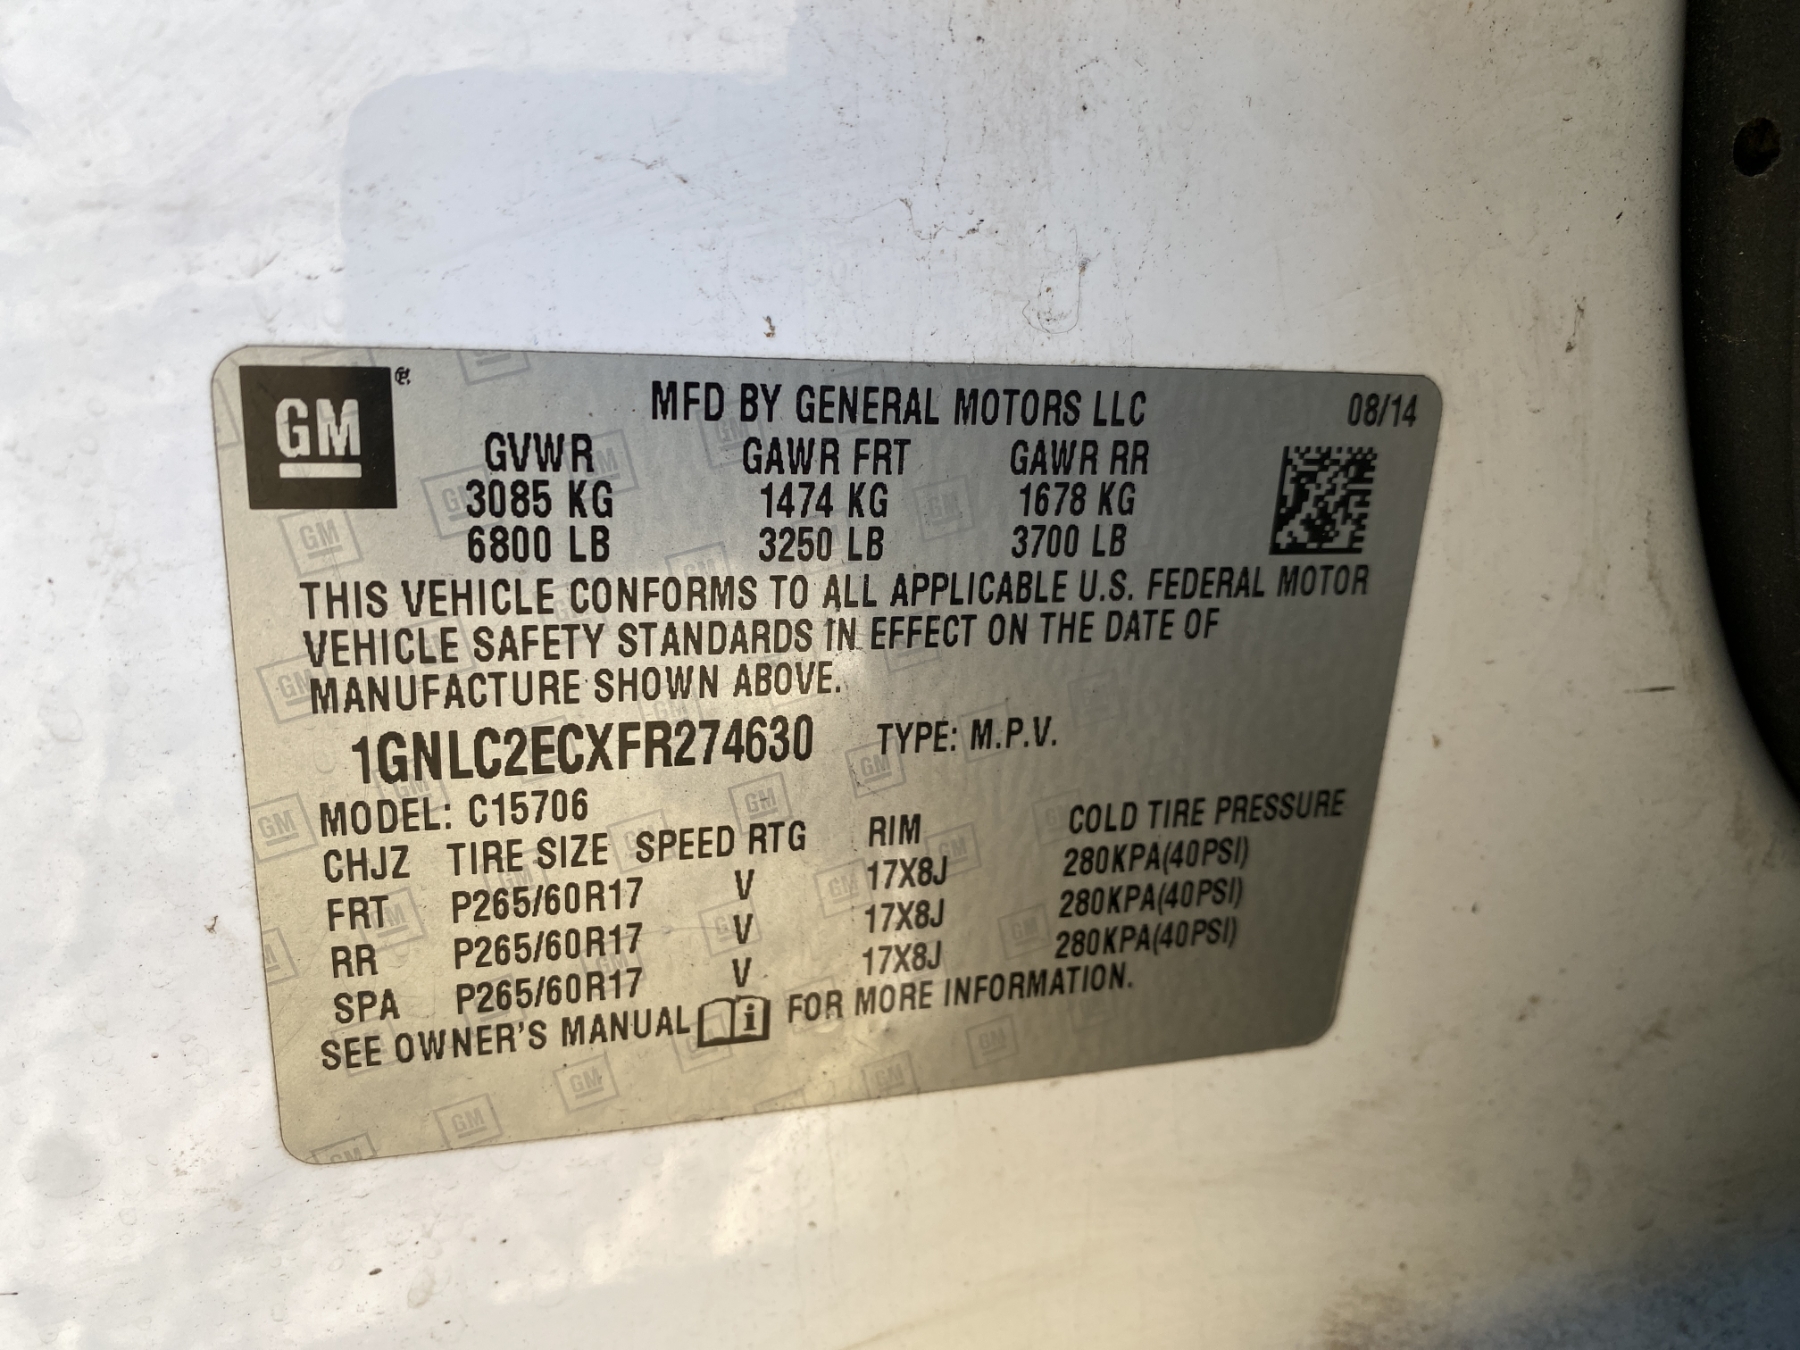 GM
MFD BY GENERAL MOTORS LLC 08/14
GVWR GAWR FRT GAWR RR
3085 KG 1474 KG 1678 KG
6800 LB 3250 LB 3700 LB
THIS VEHICLE CONFORMS TO ALL APPLICABLE U.S. FEDERAL MOTOR
VEHICLE SAFETY STANDARDS IN EFFECT ON THE DATE OF
MANUFACTURE SHOWN ABOVE.
1GNLC2ECXFR274630 TYPE: M.P.V.
MODEL: C15706
CHJZ TIRE SIZE SPEED RTG RIM COLD TIRE PRESSURE
FRT P265/60R17 V 17X8J 280KPA(40PSI)
RR P265/60R17 V 17X8J 280KPA(40PSI)
SPA P265/60R17 V 17X8J 280KPA(40PSI)
SEE OWNER'S MANUAL i FOR MORE INFORMATION.